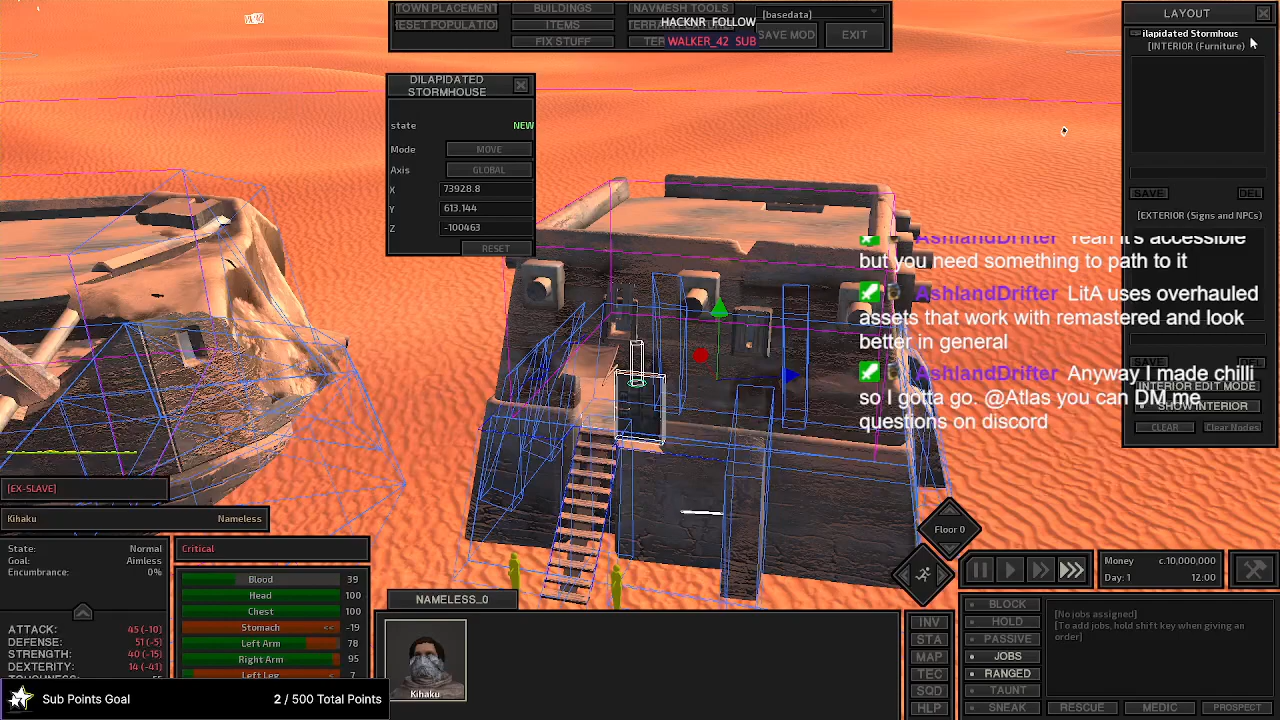 TOWN PLACEMENT
BUILDINGS
NAVMESH TOOLS
[basedata]
RESET POPULATIO
ITEMS
HACKNR FOLLOW
FIX STUFF
WALKER_42 SUB
SAVE MOD
EXIT
LAYOUT
ilapidated Stormhous
[INTERIOR (Furniture)
DILAPIDATED
STORMHOUSE
state NEW
Mode MOVE
Axis GLOBAL
X 73928.8
Y 613.144
Z -100463
RESET
SAVE DEL
[EXTERIOR (Signs and NPCs)
AshlandDrifter Yeah it's accessible
but you need something to path to it
AshlandDrifter LitA uses overhauled
assets that work with remastered and look
better in general
SAVE DEL
AshlandDrifter Anyway I made chilli
INTERIOR EDIT MODE
so I gotta go. @Atlas you can DM me
SHOW INTERIOR
questions on discord
CLEAR Clear Nodes
[EX-SLAVE]
Kihaku Nameless
State: Normal
Goal: Aimless
Encumbrance: 0%
ATTACK: 45 (-10)
DEFENSE: 51 (-5)
STRENGTH: 40 (-15)
DEXTERITY: 14 (-41)
Critical
Blood 39
Head 100
Chest 100
Stomach << -19
Left Arm 78
Right Arm 95
Left Leg 7
Sub Points Goal 2 / 500 Total Points
NAMELESS_0
Kihaku
Floor 0
Money c.10,000,000
Day: 1 12:00
INV
STA
MAP
TEC
SQD
HLP
BLOCK
HOLD
PASSIVE
JOBS
RANGED
TAUNT
SNEAK
[No jobs assigned]
[To add jobs, hold shift key when giving an
order]
RESCUE
MEDIC
PROSPECT